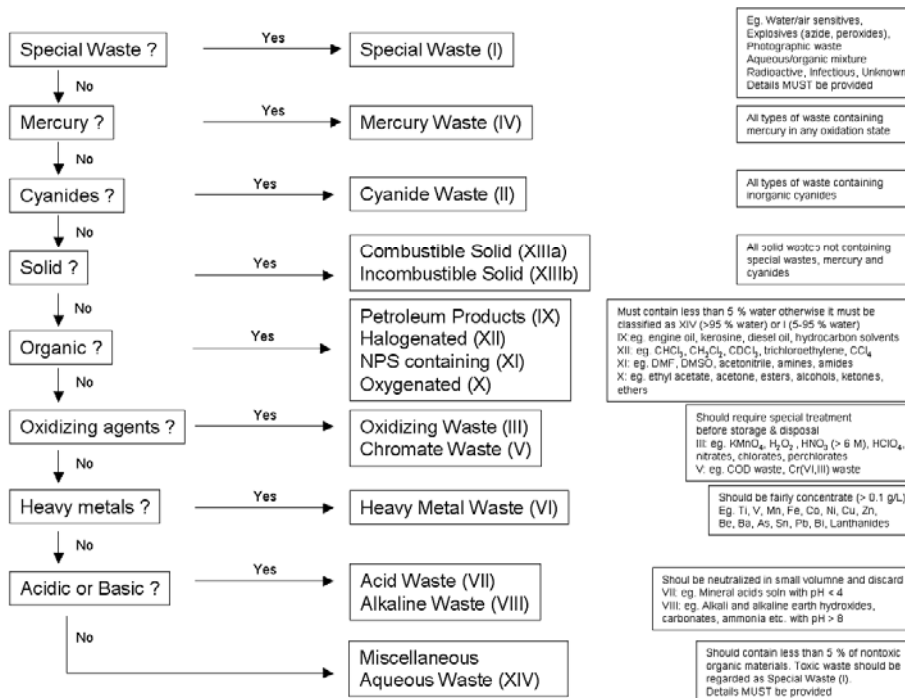 Special Waste ?
Yes
Special Waste (I)
Eg. Water/air sensitives,
Explosives (azide, peroxides),
Photographic waste
Aqueous/organic mixture
Radioactive, Infectious, Unknown
Details MUST be provided
No
Mercury ?
Yes
Mercury Waste (IV)
All types of waste containing
mercury in any oxidation state
No
Cyanides ?
Yes
Cyanide Waste (II)
All types of waste containing
inorganic cyanides
No
Solid ?
Yes
Combustible Solid (XIIIa)
Incombustible Solid (XIIIb)
All solid wastes not containing
special wastes, mercury and
cyanides
No
Organic ?
Yes
Petroleum Products (IX)
Halogenated (XII)
NPS containing (XI)
Oxygenated (X)
Must contain less than 5 % water otherwise it must be
classified as XIV (>95 % water) or I (5-95 % water)
IX:eg. engine oil, kerosine, diesel oil, hydrocarbon solvents
XII: eg. CHCl3, CH2Cl2, CDCl3, trichloroethylene, CCl4
XI: eg. DMF, DMSO, acetonitrile, amines, amides
X: eg. ethyl acetate, acetone, esters, alcohols, ketones,
ethers
No
Oxidizing agents ?
Yes
Oxidizing Waste (III)
Chromate Waste (V)
Should require special treatment
before storage & disposal
III: eg. KMnO4, H2O2 , HNO3 (> 6 M), HClO4,
nitrates, chlorates, perchlorates
V: eg. COD waste, Cr(VI,III) waste
No
Heavy metals ?
Yes
Heavy Metal Waste (VI)
Should be fairly concentrate (> 0.1 g/L)
Eg. Ti, V, Mn, Fe, Co, Ni, Cu, Zn,
Be, Ba, As, Sn, Pb, Bi, Lanthanides
No
Acidic or Basic ?
Yes
Acid Waste (VII)
Alkaline Waste (VIII)
Shoul be neutralized in small volumne and discard
VII: eg. Mineral acids soln with pH < 4
VIII: eg. Alkali and alkaline earth hydroxides,
carbonates, ammonia etc. with pH > 8
No
Miscellaneous
Aqueous Waste (XIV)
Should contain less than 5 % of nontoxic
organic materials. Toxic waste should be
regarded as Special Waste (I).
Details MUST be provided